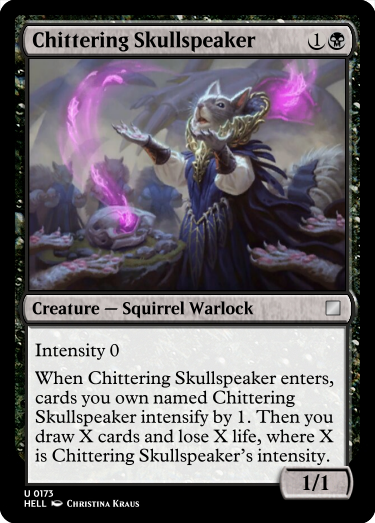 Chittering Skullspeaker 1
Creature — Squirrel Warlock
Intensity 0
When Chittering Skullspeaker enters,
cards you own named Chittering
Skullspeaker intensify by 1. Then you
draw X cards and lose X life, where X
is Chittering Skullspeaker's intensity.
1/1
U 0173
HELL Christina Kraus